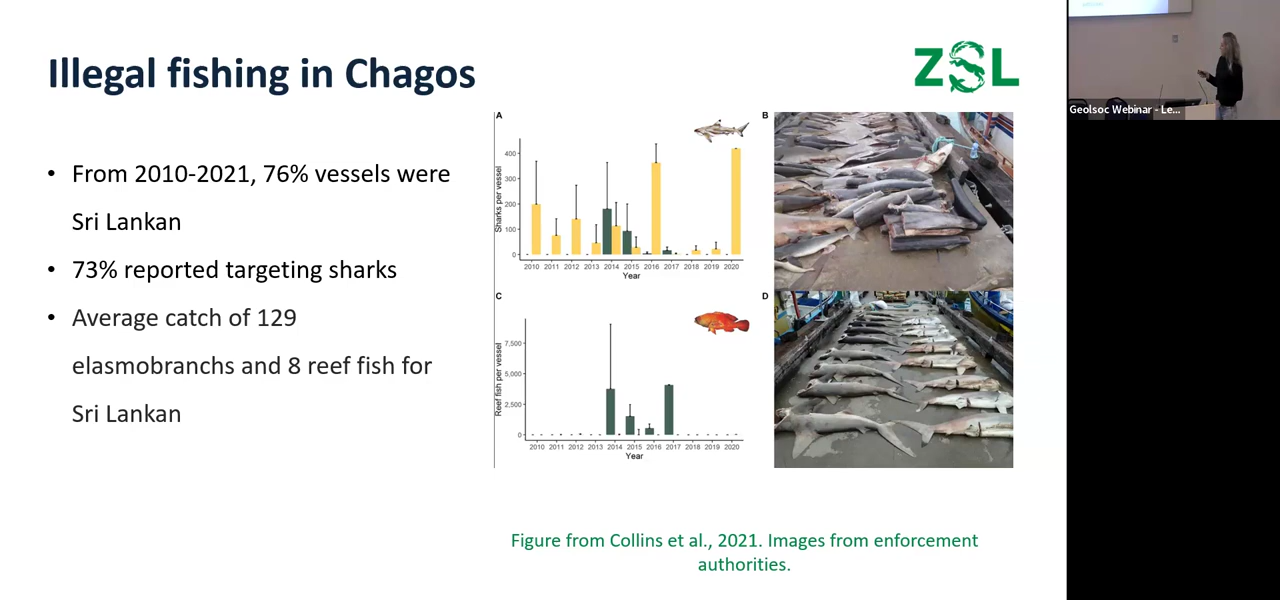 Illegal fishing in Chagos
ZSL
• From 2010-2021, 76% vessels were
Sri Lankan
• 73% reported targeting sharks
• Average catch of 129
elasmobranchs and 8 reef fish for
Sri Lankan
A
Sharks per vessel
400
300
200
100
0
2010 2011 2012 2013 2014 2015 2016 2017 2018 2019 2020
Year
B
C
Reef fish per vessel
7,500
5,000
2,500
0
2010 2011 2012 2013 2014 2015 2016 2017 2018 2019 2020
Year
D
Figure from Collins et al., 2021. Images from enforcement
authorities.
Geolsoc Webinar - Le...